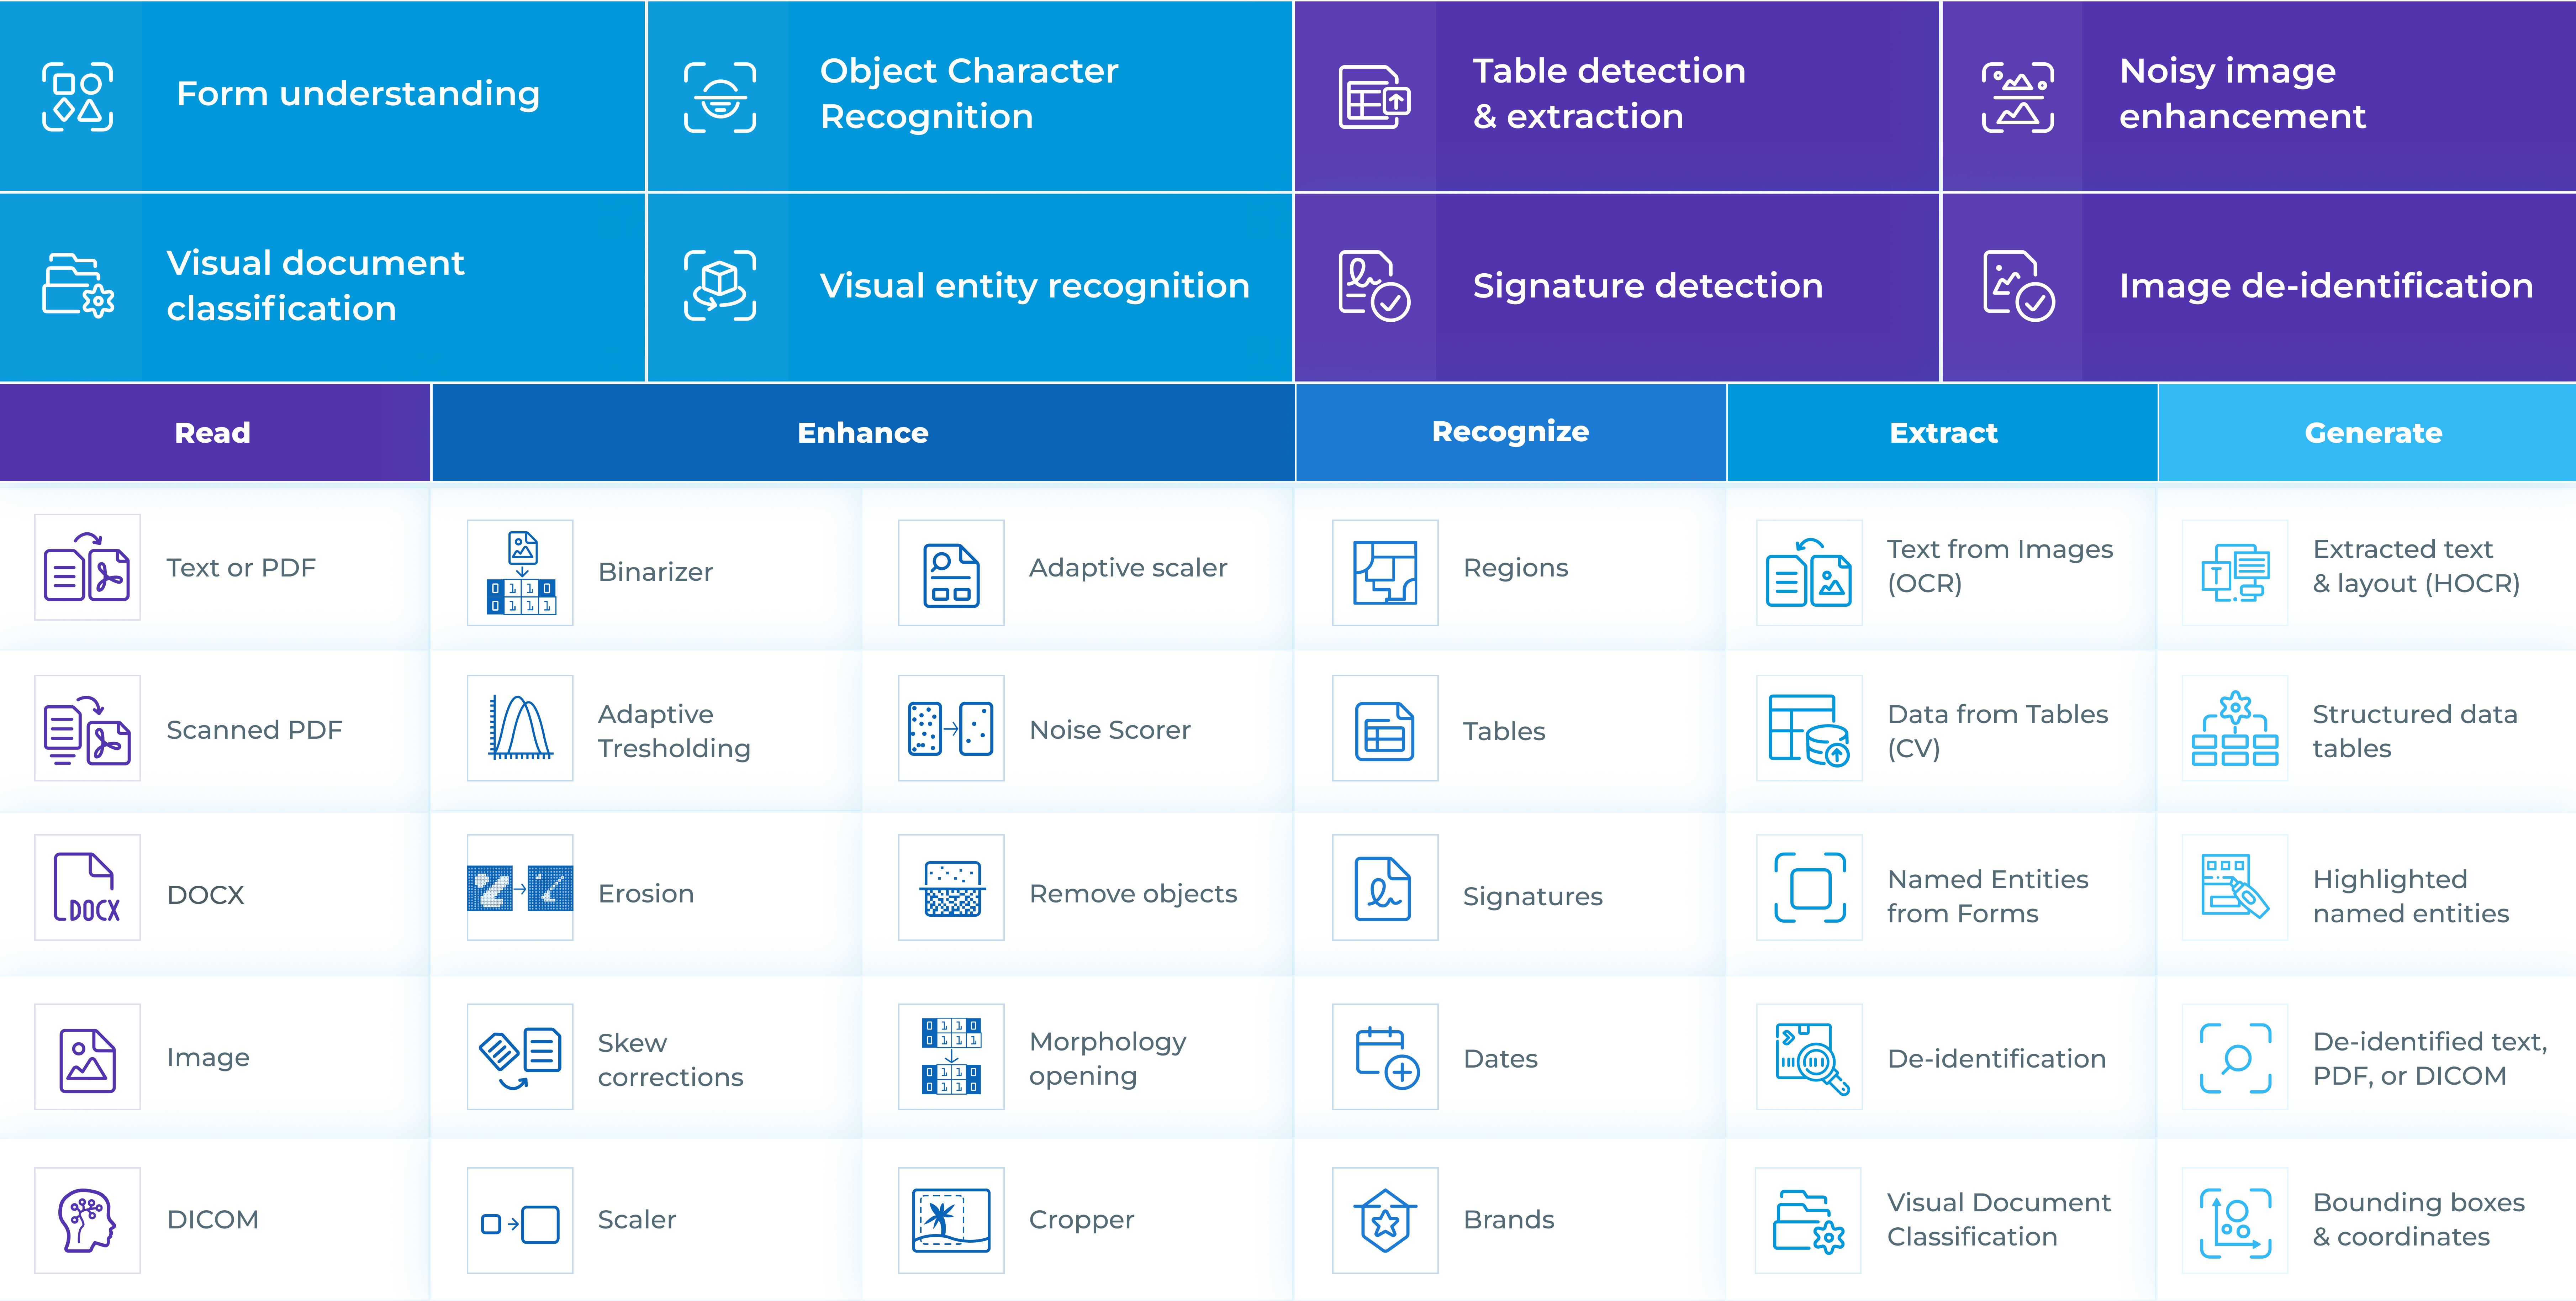 Form understanding
Object Character
Recognition
Table detection
& extraction
Noisy image
enhancement
Visual document
classification
Visual entity recognition
Signature detection
Image de-identification
Read
Enhance
Recognize
Extract
Generate
Text or PDF
Binarizer
Adaptive scaler
Regions
Text from Images
(OCR)
Extracted text
& layout (HOCR)
Scanned PDF
Adaptive
Tresholding
Noise Scorer
Tables
Data from Tables
(CV)
Structured data
tables
DOCX
DOCX
Erosion
Remove objects
Signatures
Named Entities
from Forms
Highlighted
named entities
Image
Skew
corrections
Morphology
opening
Dates
De-identification
De-identified text,
PDF, or DICOM
DICOM
Scaler
Cropper
Brands
Visual Document
Classification
Bounding boxes
& coordinates